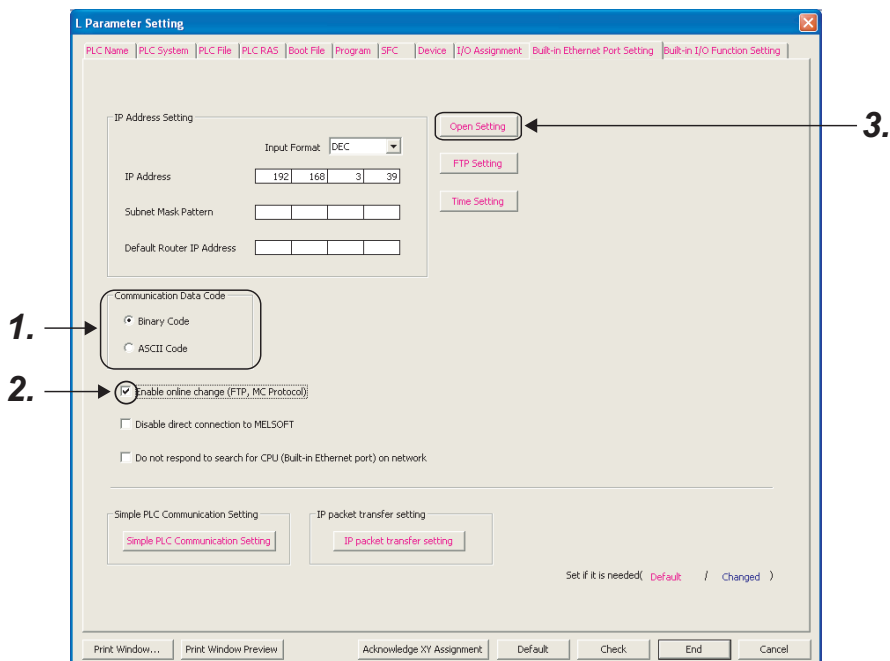 L Parameter Setting
PLC Name PLC System PLC File PLC RAS Boot File Program SFC Device I/O Assignment Built-in Ethernet Port Setting Built-in I/O Function Setting
IP Address Setting
Open Setting
3.
Input Format DEC
FTP Setting
IP Address 192 168 3 39
Time Setting
Subnet Mask Pattern
Default Router IP Address
Communication Data Code
1.
Binary Code
ASCII Code
2.
Enable online change (FTP, MC Protocol)
Disable direct connection to MELSOFT
Do not respond to search for CPU (Built-in Ethernet port) on network
Simple PLC Communication Setting IP packet transfer setting
Simple PLC Communication Setting IP packet transfer setting
Set if it is needed( Default / Changed )
Print Window... Print Window Preview Acknowledge XY Assignment Default Check End Cancel